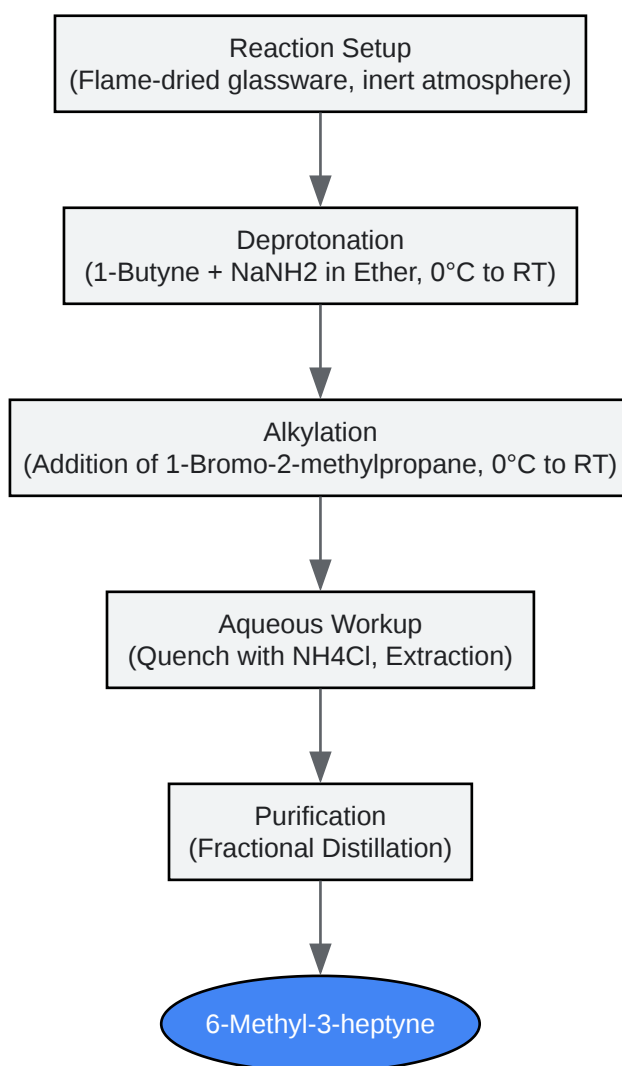 Reaction Setup
(Flame-dried glassware, inert atmosphere)
Deprotonation
(1-Butyne + NaNH2 in Ether, 0°C to RT)
Alkylation
(Addition of 1-Bromo-2-methylpropane, 0°C to RT)
Aqueous Workup
(Quench with NH4Cl, Extraction)
Purification
(Fractional Distillation)
6-Methyl-3-heptyne